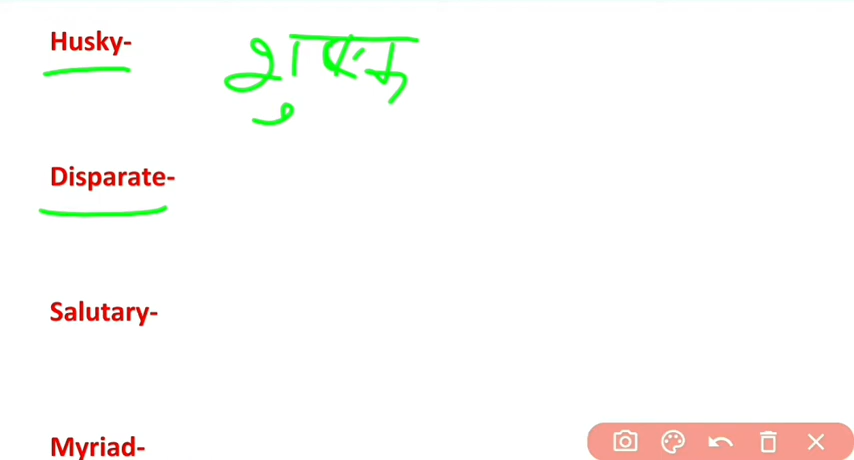 Husky- शुष्क
Disparate-
Salutary-
Myriad-